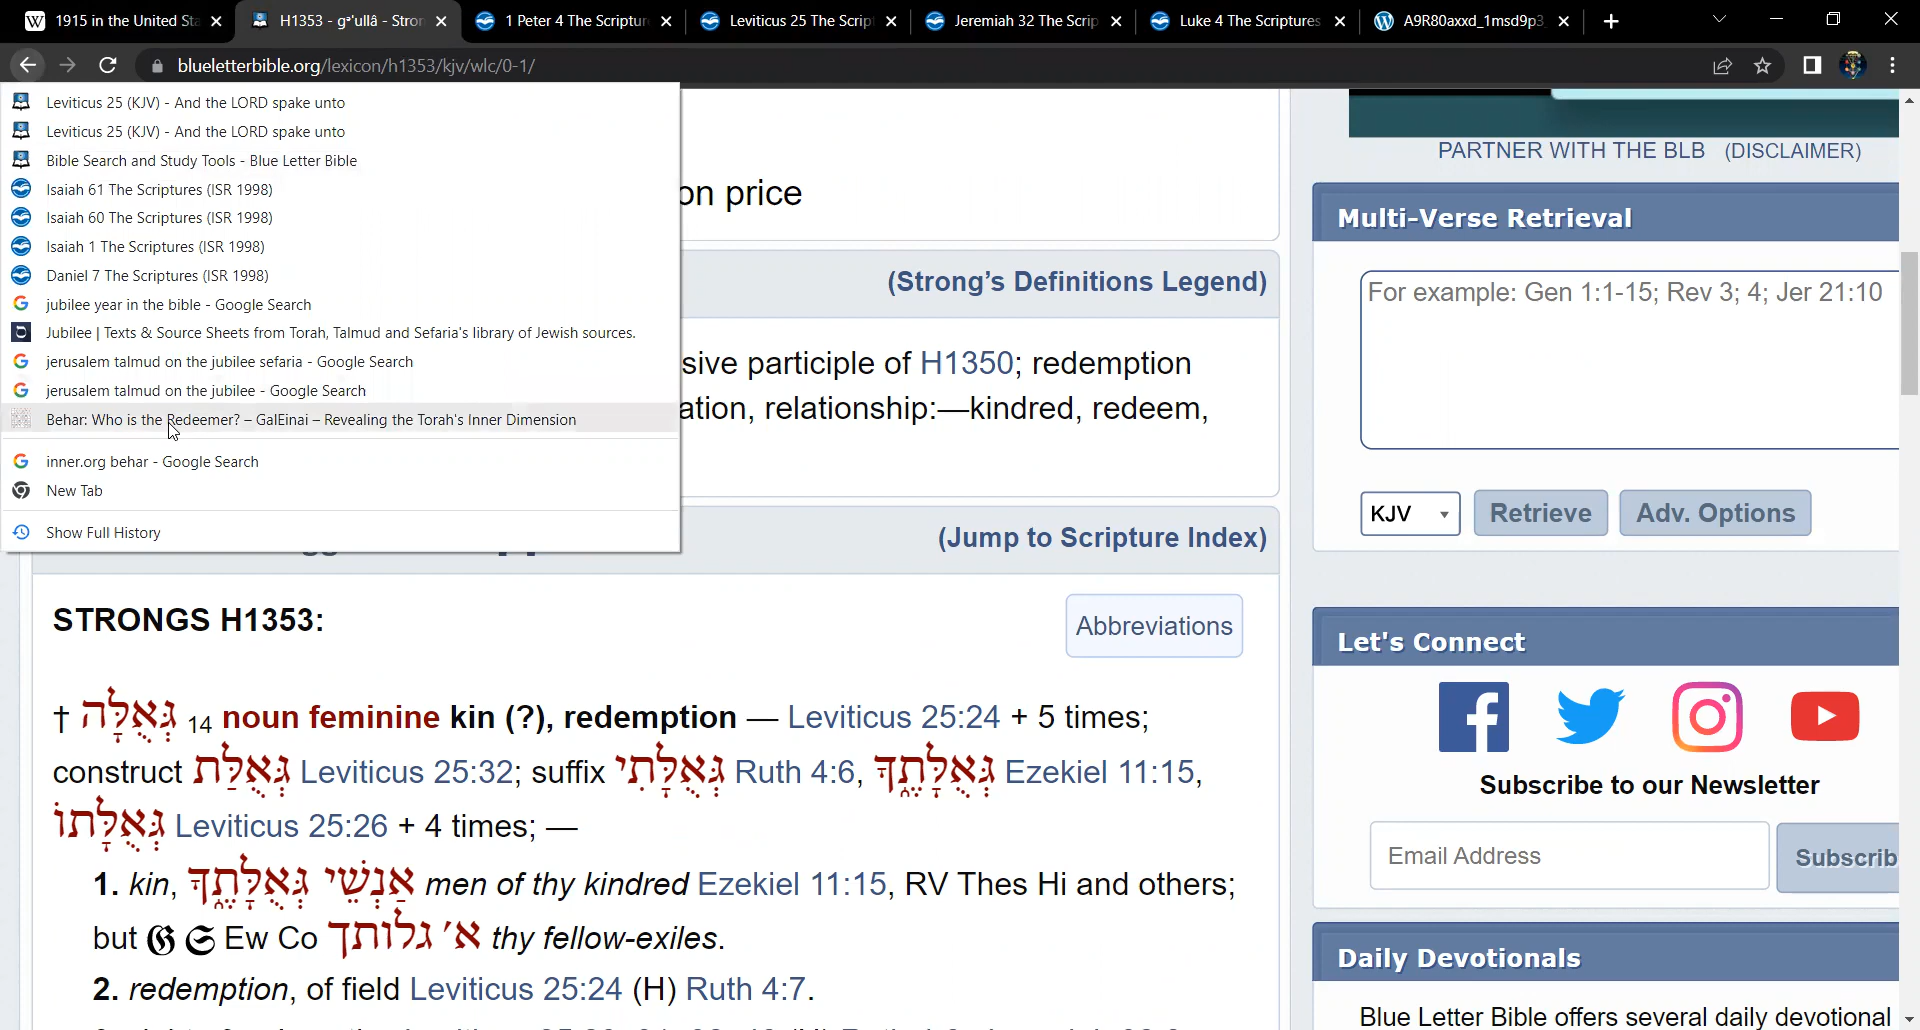 1915 in the United Sta
H1353 - gᵊ'ullâ - Stron
1 Peter 4 The Scripture
Leviticus 25 The Script
Jeremiah 32 The Scrip
Luke 4 The Scriptures
A9R80axxd_1msd9p3
blueletterbible.org/lexicon/h1353/kjv/wlc/0-1/
Leviticus 25 (KJV) - And the LORD spake unto
Leviticus 25 (KJV) - And the LORD spake unto
Bible Search and Study Tools - Blue Letter Bible
Isaiah 61 The Scriptures (ISR 1998)
Isaiah 60 The Scriptures (ISR 1998)
Isaiah 1 The Scriptures (ISR 1998)
Daniel 7 The Scriptures (ISR 1998)
jubilee year in the bible - Google Search
Jubilee | Texts & Source Sheets from Torah, Talmud and Sefaria's library of Jewish sources.
jerusalem talmud on the jubilee sefaria - Google Search
jerusalem talmud on the jubilee - Google Search
Behar: Who is the Redeemer? – GalEinai – Revealing the Torah's Inner Dimension
inner.org behar - Google Search
New Tab
Show Full History
on price
(Strong's Definitions Legend)
sive participle of H1350; redemption
ation, relationship:—kindred, redeem,
(Jump to Scripture Index)
STRONGS H1353:
Abbreviations
† גְּאֻלָּה 14 noun feminine kin (?), redemption — Leviticus 25:24 + 5 times;
construct גְּאֻלַּת Leviticus 25:32; suffix גְּאֻלָּתִי Ruth 4:6, גְּאֻלָּתֶ֑ךָ Ezekiel 11:15,
גְּאֻלָּתוֹ Leviticus 25:26 + 4 times; —
1. kin, אַנְשֵׁי גְּאֻלָּתֶ֑ךָ men of thy kindred Ezekiel 11:15, RV Thes Hi and others;
but 𝔊 𝔖 Ew Co א׳ גלותך thy fellow-exiles.
2. redemption, of field Leviticus 25:24 (H) Ruth 4:7.
PARTNER WITH THE BLB (DISCLAIMER)
Multi-Verse Retrieval
For example: Gen 1:1-15; Rev 3; 4; Jer 21:10
KJV
Retrieve
Adv. Options
Let's Connect
Subscribe to our Newsletter
Email Address
Subscrib
Daily Devotionals
Blue Letter Bible offers several daily devotional